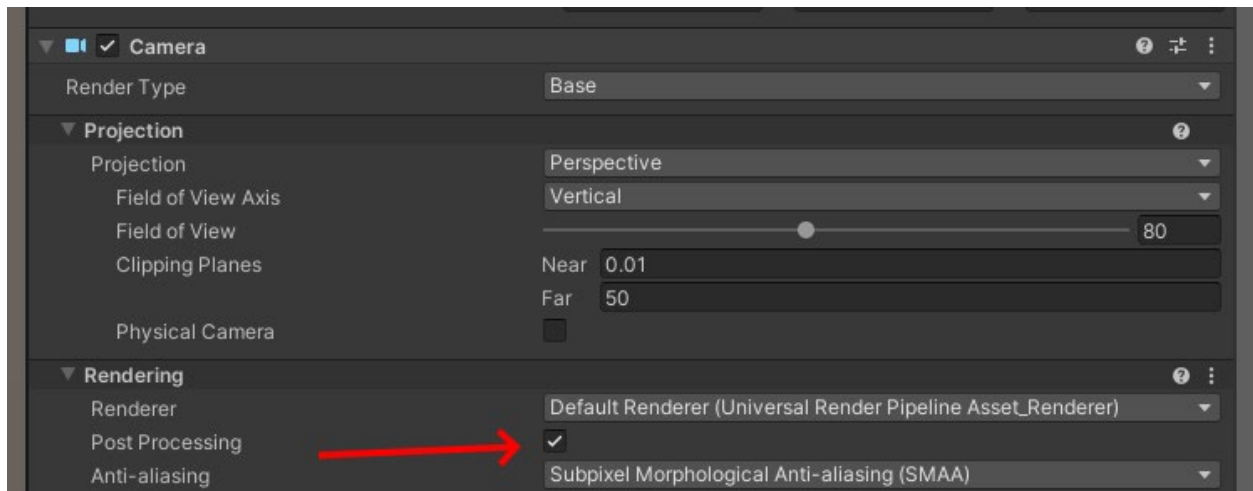 Camera
Render Type Base
Projection
Projection Perspective
Field of View Axis Vertical
Field of View 80
Clipping Planes Near 0.01
Far 50
Physical Camera
Rendering
Renderer Default Renderer (Universal Render Pipeline Asset_Renderer)
Post Processing
Anti-aliasing Subpixel Morphological Anti-aliasing (SMAA)